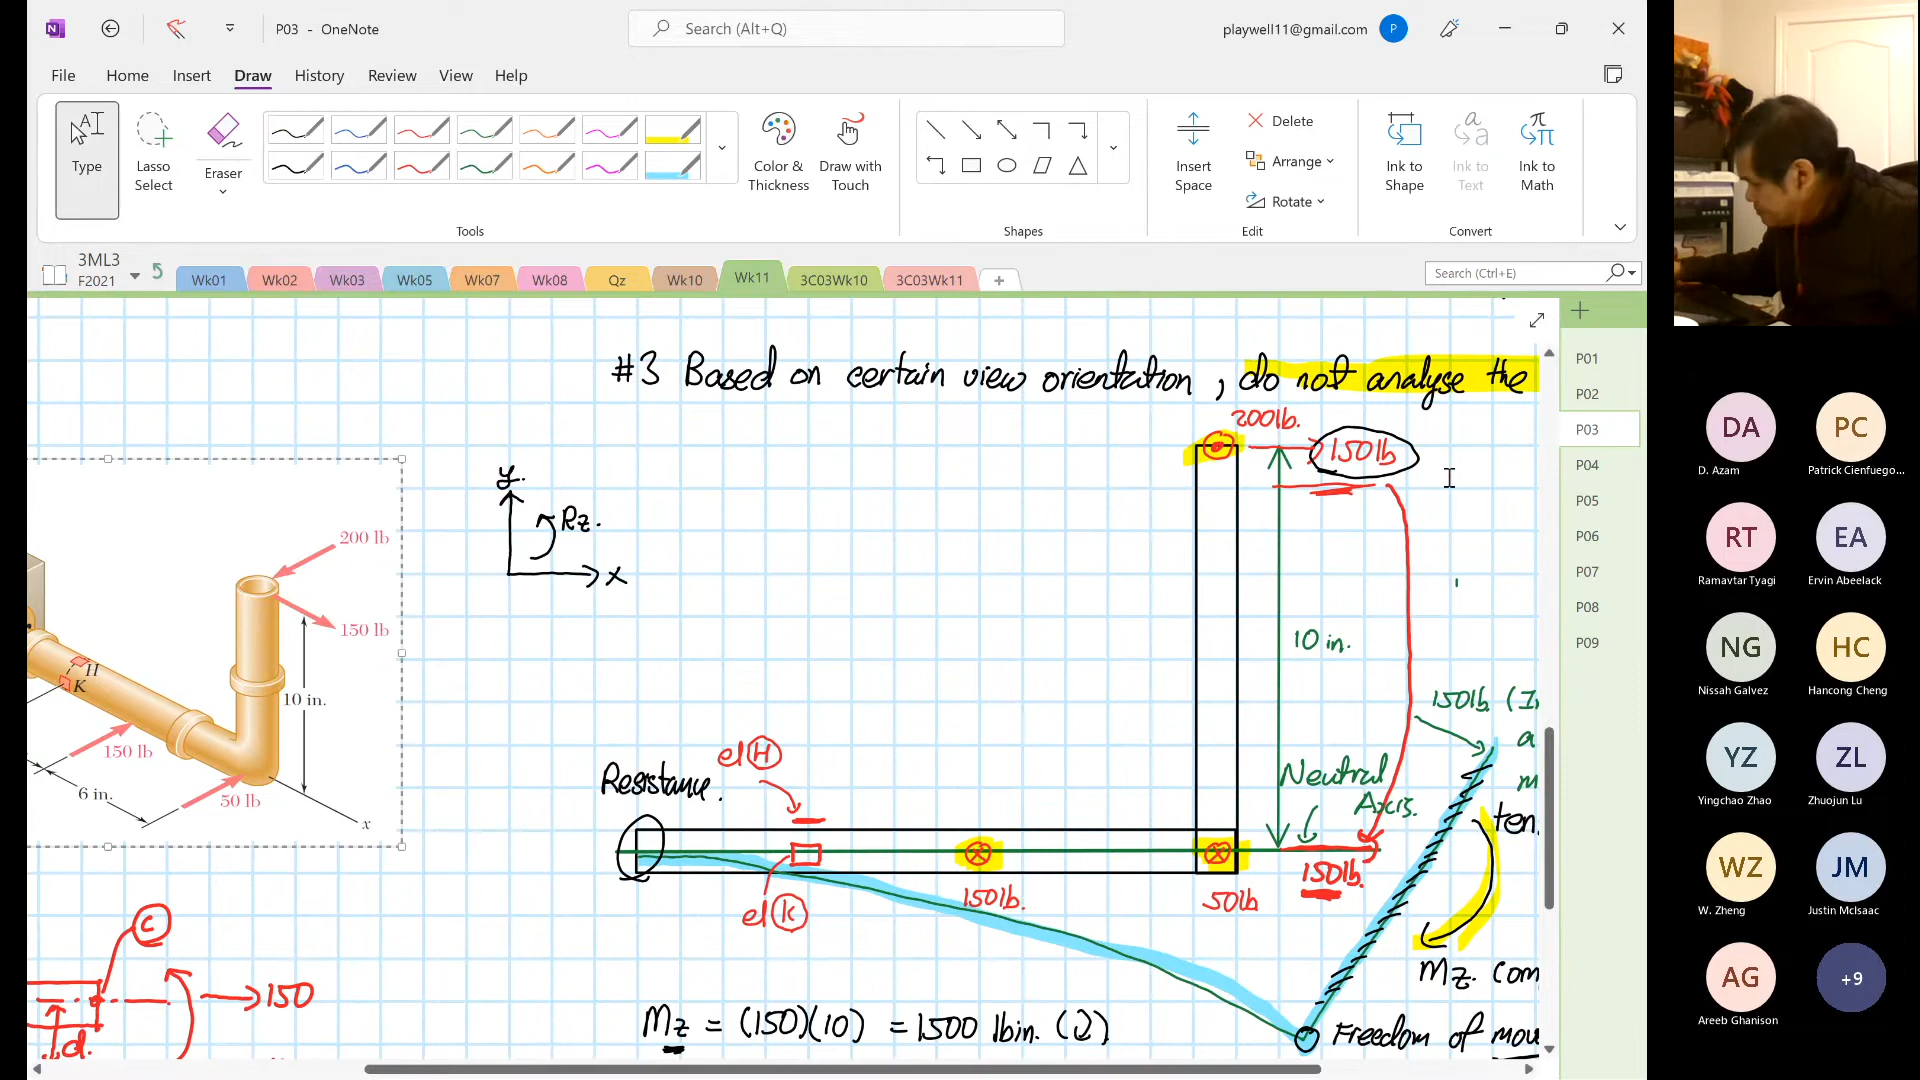 P03 - OneNote
Search (Alt+Q)
playwell11@gmail.com
P
File Home Insert Draw History Review View Help
Type
Lasso Select
Eraser
Color & Thickness
Draw with Touch
Insert Space
Delete
Arrange
Rotate
Ink to Shape
Ink to Text
Ink to Math
Tools
Shapes
Edit
Convert
3ML3
F2021
Wk01 Wk02 Wk03 Wk05 Wk07 Wk08 Qz Wk10 Wk11 3C03Wk10 3C03Wk11
Search (Ctrl+E)
#3 Based on certain view orientation, do not analyse the
200lb.
150lb
y.
Rz.
x
200 lb
150 lb
H
K
10 in.
150 lb
50 lb
6 in.
x
10 in.
150lb.
el H
Resistance.
Neutral
Axis.
ten.
150lb.
el K
150lb.
50lb
Mz. com
C
150
d.
Mz = (150)(10) = 1500 lbin.
Freedom of mov
P01
P02
P03
P04
P05
P06
P07
P08
P09
DA
D. Azam
PC
Patrick Cienfuego...
RT
Ramavtar Tyagi
EA
Ervin Abeelack
NG
Nissah Galvez
HC
Hancong Cheng
YZ
Yingchao Zhao
ZL
Zhuojun Lu
WZ
W. Zheng
JM
Justin McIsaac
AG
Areeb Ghanison
+9